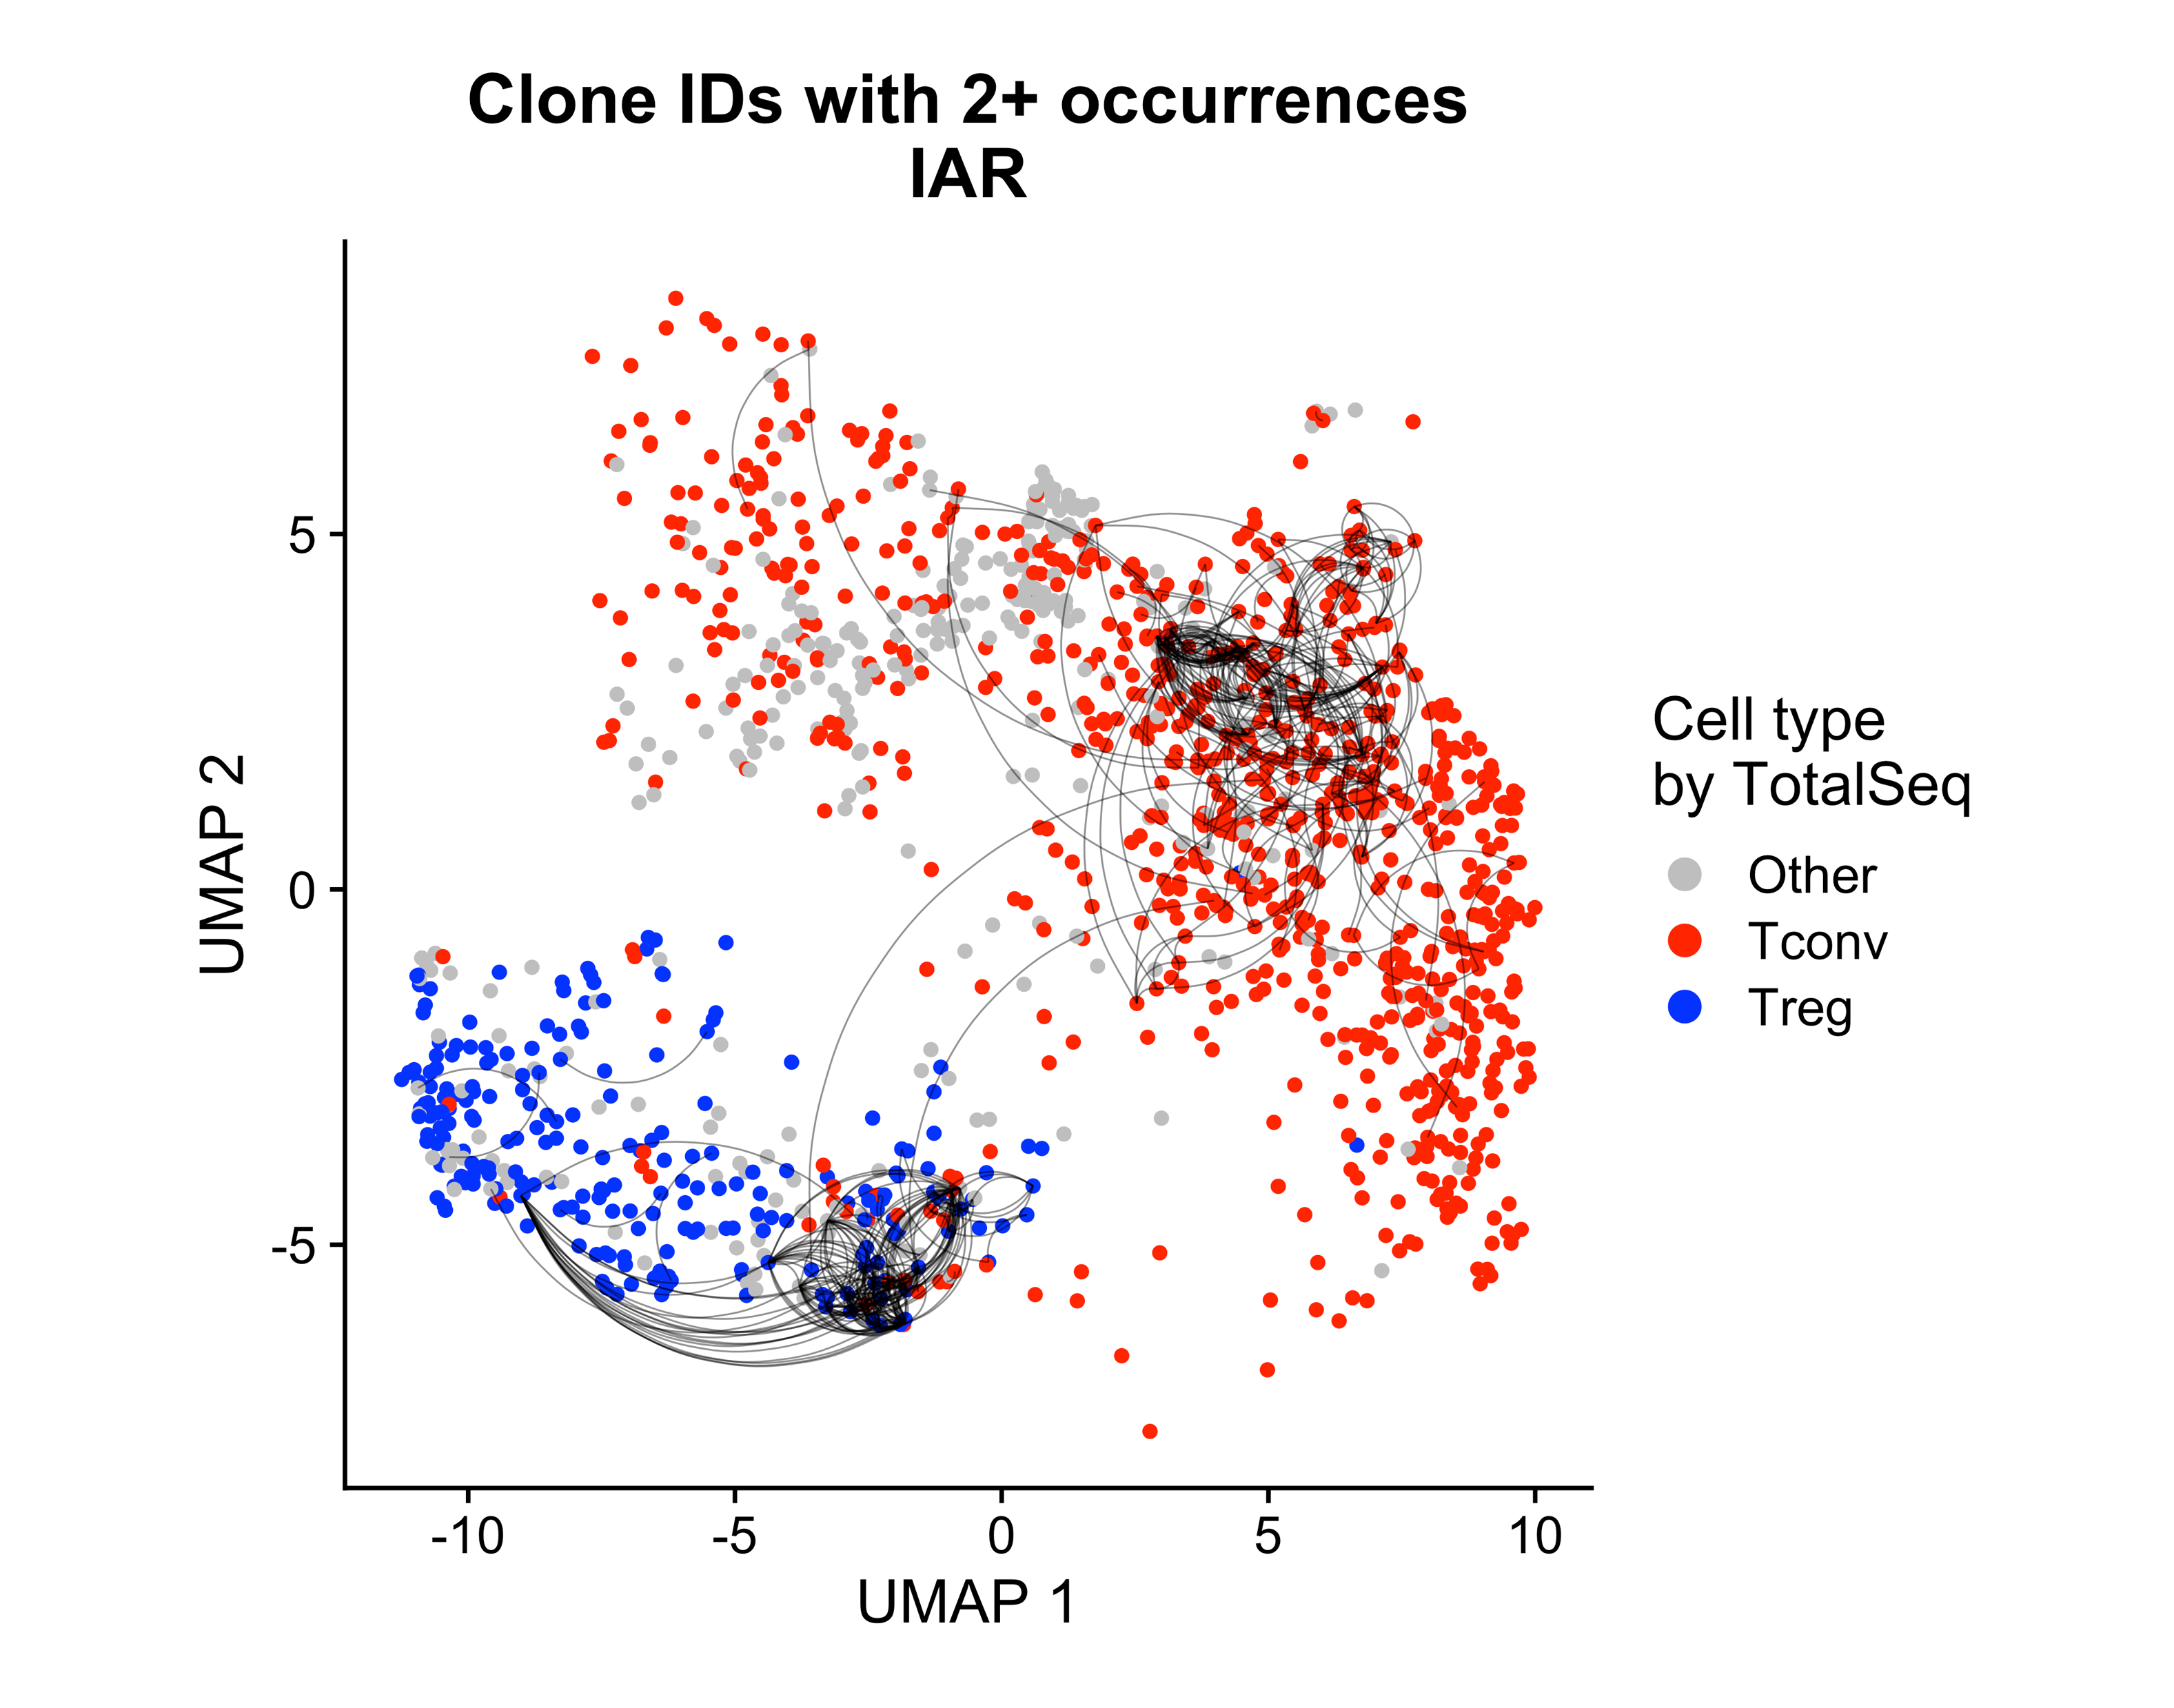 Clone IDs with 2+ occurrences
IAR
UMAP 2
5
0
-5
-10
-5
0
5
10
UMAP 1
Cell type
by TotalSeq
Other
Tconv
Treg